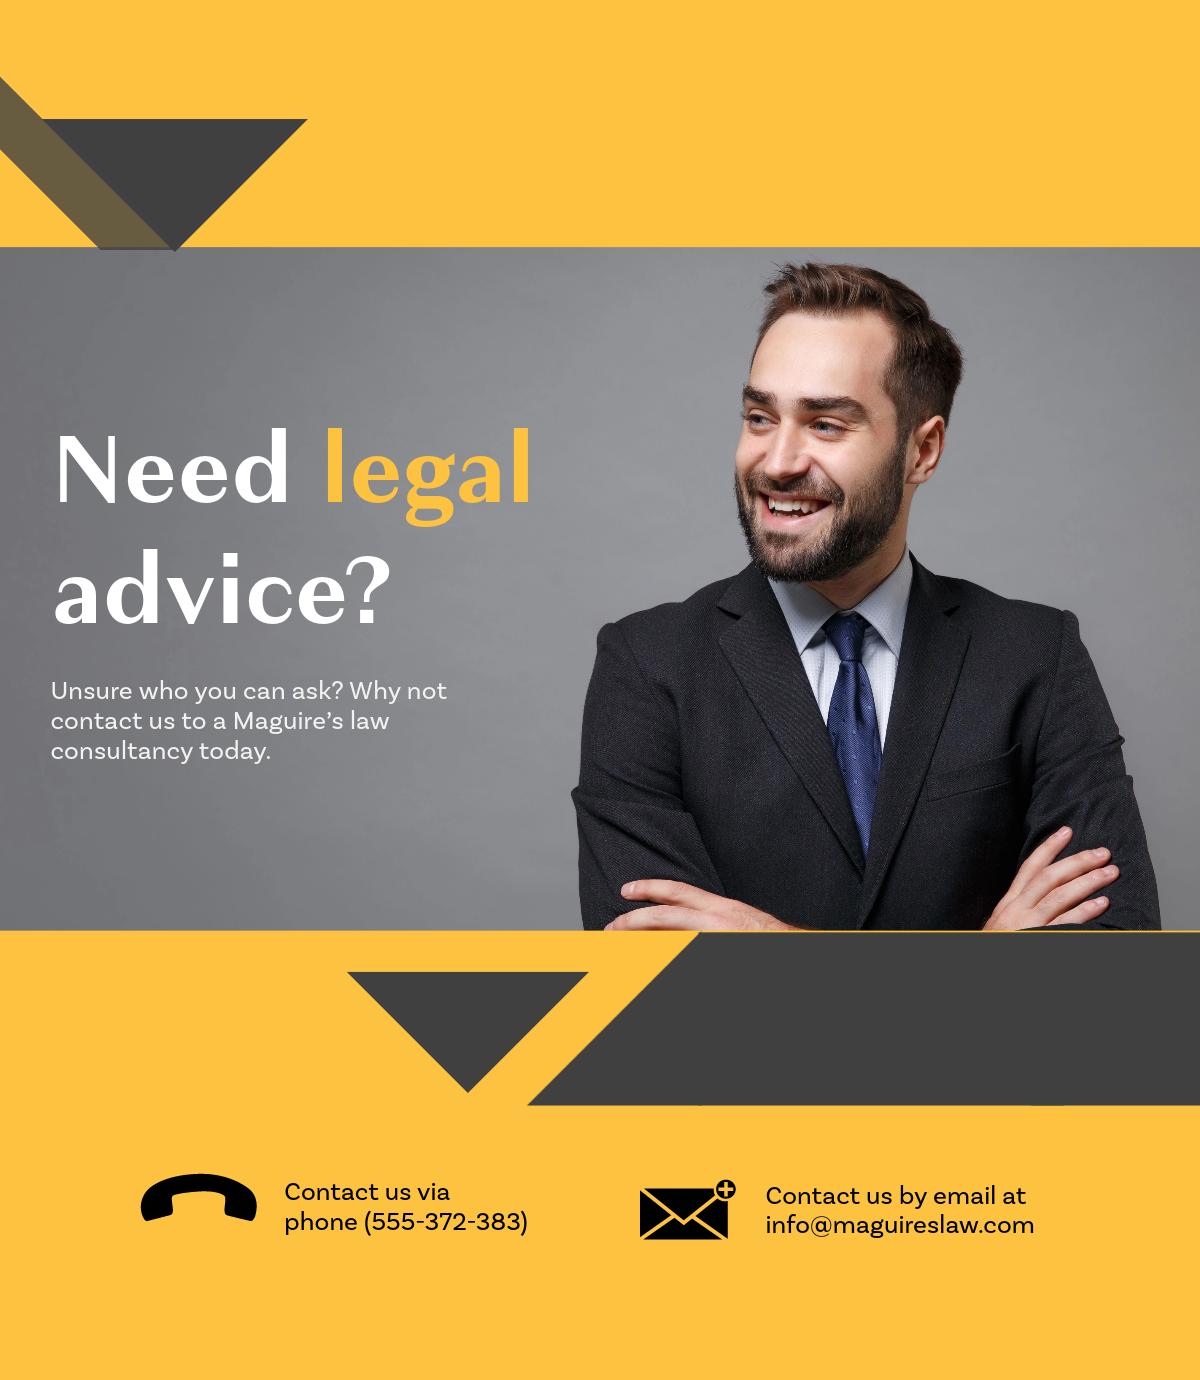 Need legal
advice?
Unsure who you can ask? Why not
contact us to a Maguire’s law
consultancy today.
Contact us via
phone (555-372-383)
Contact us by email at
info@maguireslaw.com